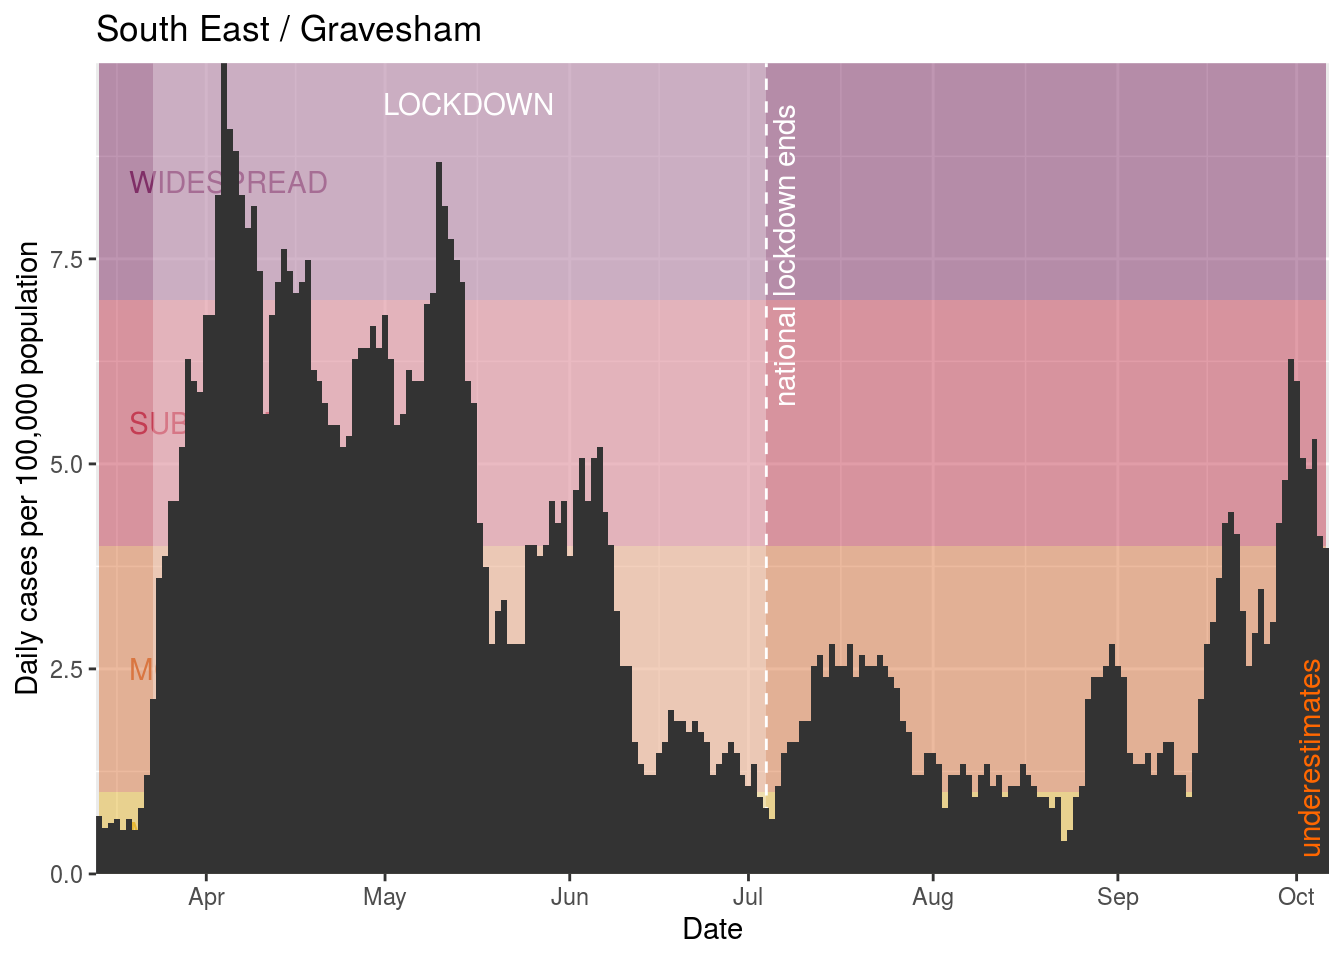 South East / Gravesham
LOCKDOWN
WIDESPREAD
national lockdown ends
7.5
5.0
2.5
0.0
Daily cases per 100,000 population
underestimates
Apr May Jun Jul Aug Sep Oct
Date